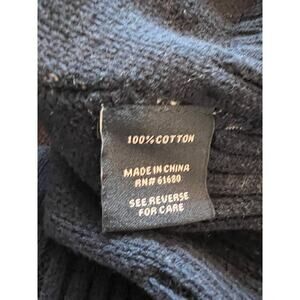 100% COTTON
MADE IN CHINA
RN# 61680
SEE REVERSE
FOR CARE